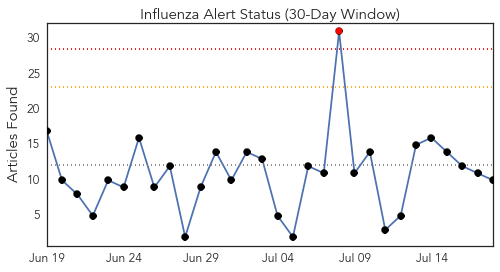 Influenza Alert Status (30-Day Window)
Articles Found
30
25
20
15
10
5
Jun 19 Jun 24 Jun 29 Jul 04 Jul 09 Jul 14